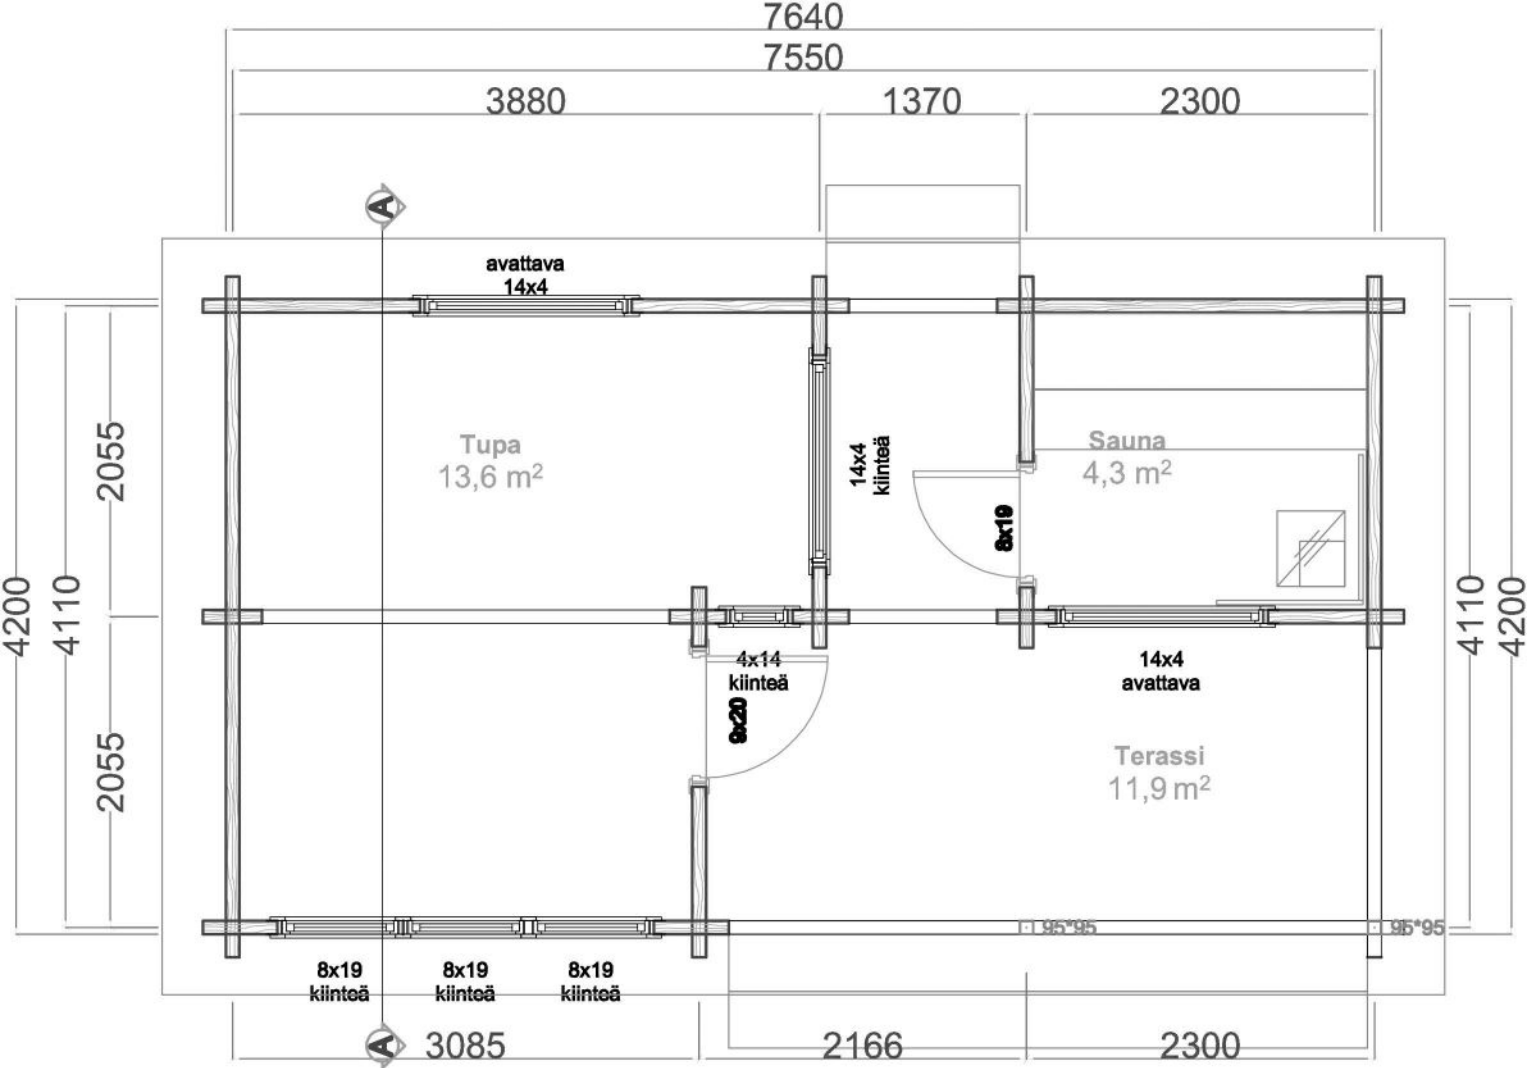 7640
7550
3880 1370 2300
A
avattava
14x4
2055
Tupa
13,6 m²
14x4
kiinteä
Sauna
4,3 m²
8x19
4200
4110
4110
4200
4x14
kiinteä
14x4
avattava
9x20
2055
Terassi
11,9 m²
95*95
95*95
8x19
kiinteä
8x19
kiinteä
8x19
kiinteä
A
3085 2166 2300